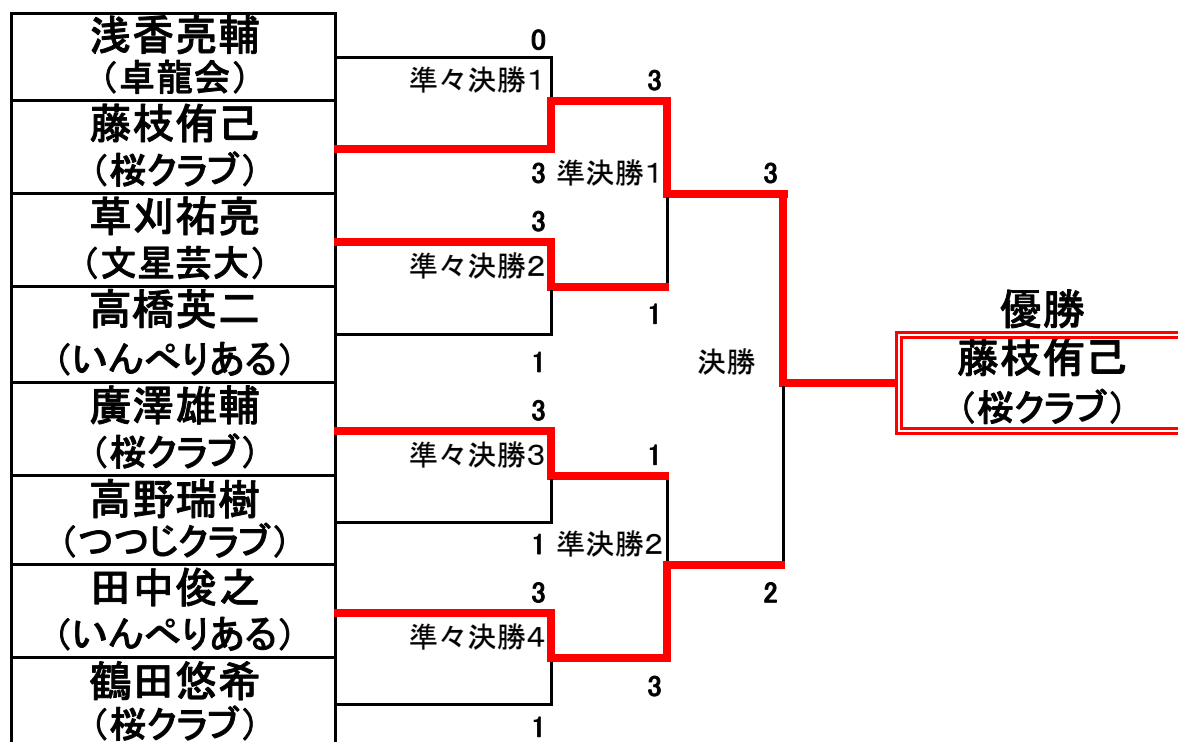 浅香亮輔
（卓龍会）
藤枝侑己
（桜クラブ）
草刈祐亮
（文星芸大）
高橋英二
（いんぺりある）
廣澤雄輔
（桜クラブ）
高野瑞樹
（つつじクラブ）
田中俊之
（いんぺりある）
鶴田悠希
（桜クラブ）
0
準々決勝1
3
3
準々決勝2
1
3
準々決勝3
1
3
準々決勝4
1
3
準決勝1
1
1
準決勝2
3
3
決勝
2
優勝
藤枝侑己
（桜クラブ）